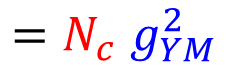 = N_c g_{YM}^2